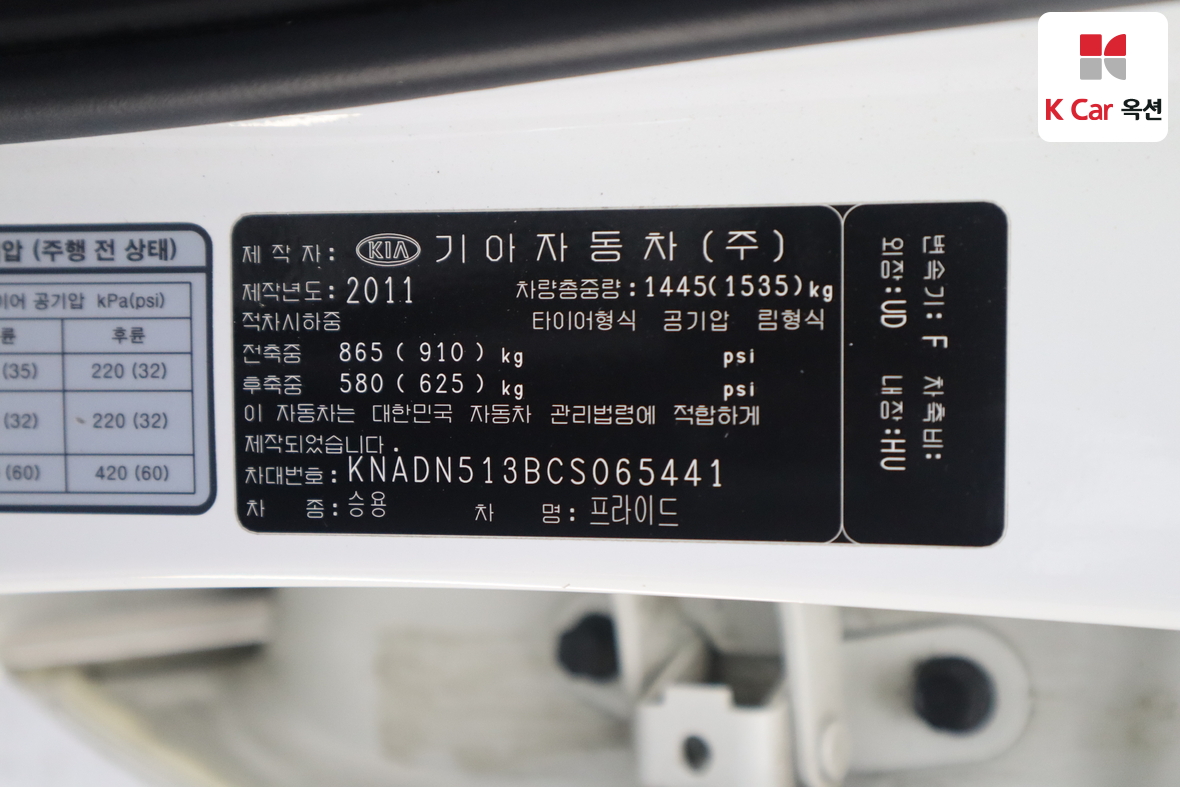 K Car 옥션
압 (주행 전 상태)
이어 공기압 kPa(psi)
륜 후륜
(35) 220 (32)
(32) 220 (32)
(60) 420 (60)
제 작 자: KIA 기 아 자 동 차 (주)
제작년도: 2011 차량총중량: 1445(1535)kg
적차시하중 타이어형식 공기압 림형식
전축중 865 ( 910 ) kg psi
후축중 580 ( 625 ) kg psi
이 자동차는 대한민국 자동차 관리법령에 적합하게
제작되었습니다.
차대번호: KNADN513BCS065441
차 종: 승용 차 명: 프라이드
변속기: F 차축비:
외장: UD 내장: HU